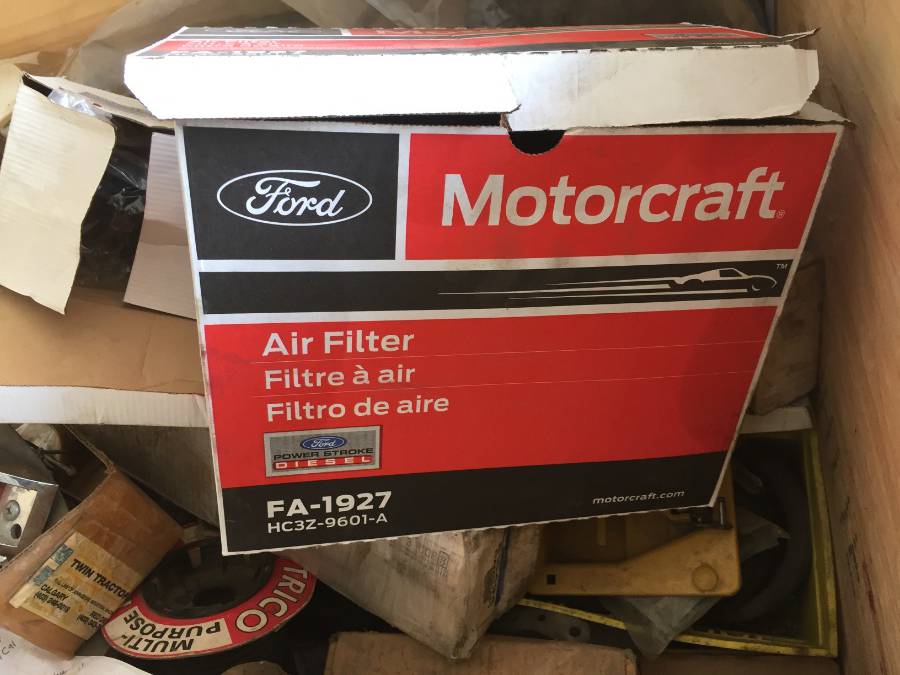 Ford
Motorcraft®
TM
Air Filter
Filtre à air
Filtro de aire
Ford
POWER STROKE
DIESEL
FA-1927
HC3Z-9601-A
motorcraft.com
TWIN TRACTOR
CALGARY
TRICO
MULTI-
PURPOSE